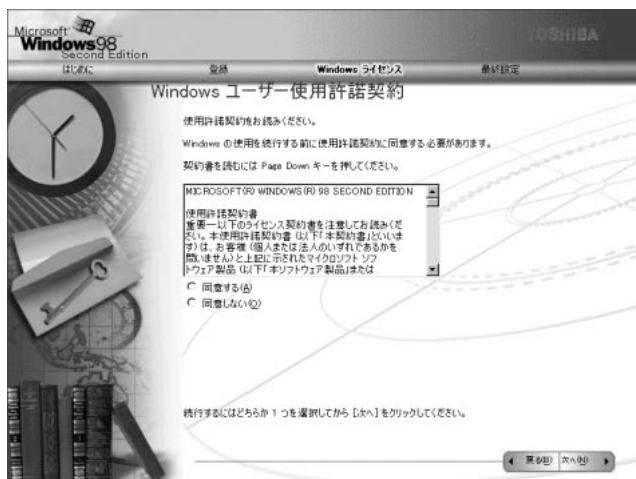 Microsoft
Windows98
Second Edition
TOSHIBA
はじめに
登録
Windows ライセンス
最終設定
Windows ユーザー使用許諾契約
使用許諾契約をお読みください。
Windows の使用を続行する前に使用許諾契約に同意する必要があります。
契約書を読むには Page Down キーを押してください。
MICROSOFT(R) WINDOWS(R) 98 SECOND EDITION
使用許諾契約書
重要－以下のライセンス契約書を注意してお読みくだ
さい。本使用許諾契約書（以下「本契約書」といいま
す）は、お客様（個人または法人のいずれであるかを
問いません）と上記に示されたマイクロソフト ソフ
トウェア製品（以下「本ソフトウェア製品」または
同意する(A)
同意しない(O)
続行するにはどちらか 1 つを選択してから [次へ] をクリックしてください。
戻る(B)
次へ(N)